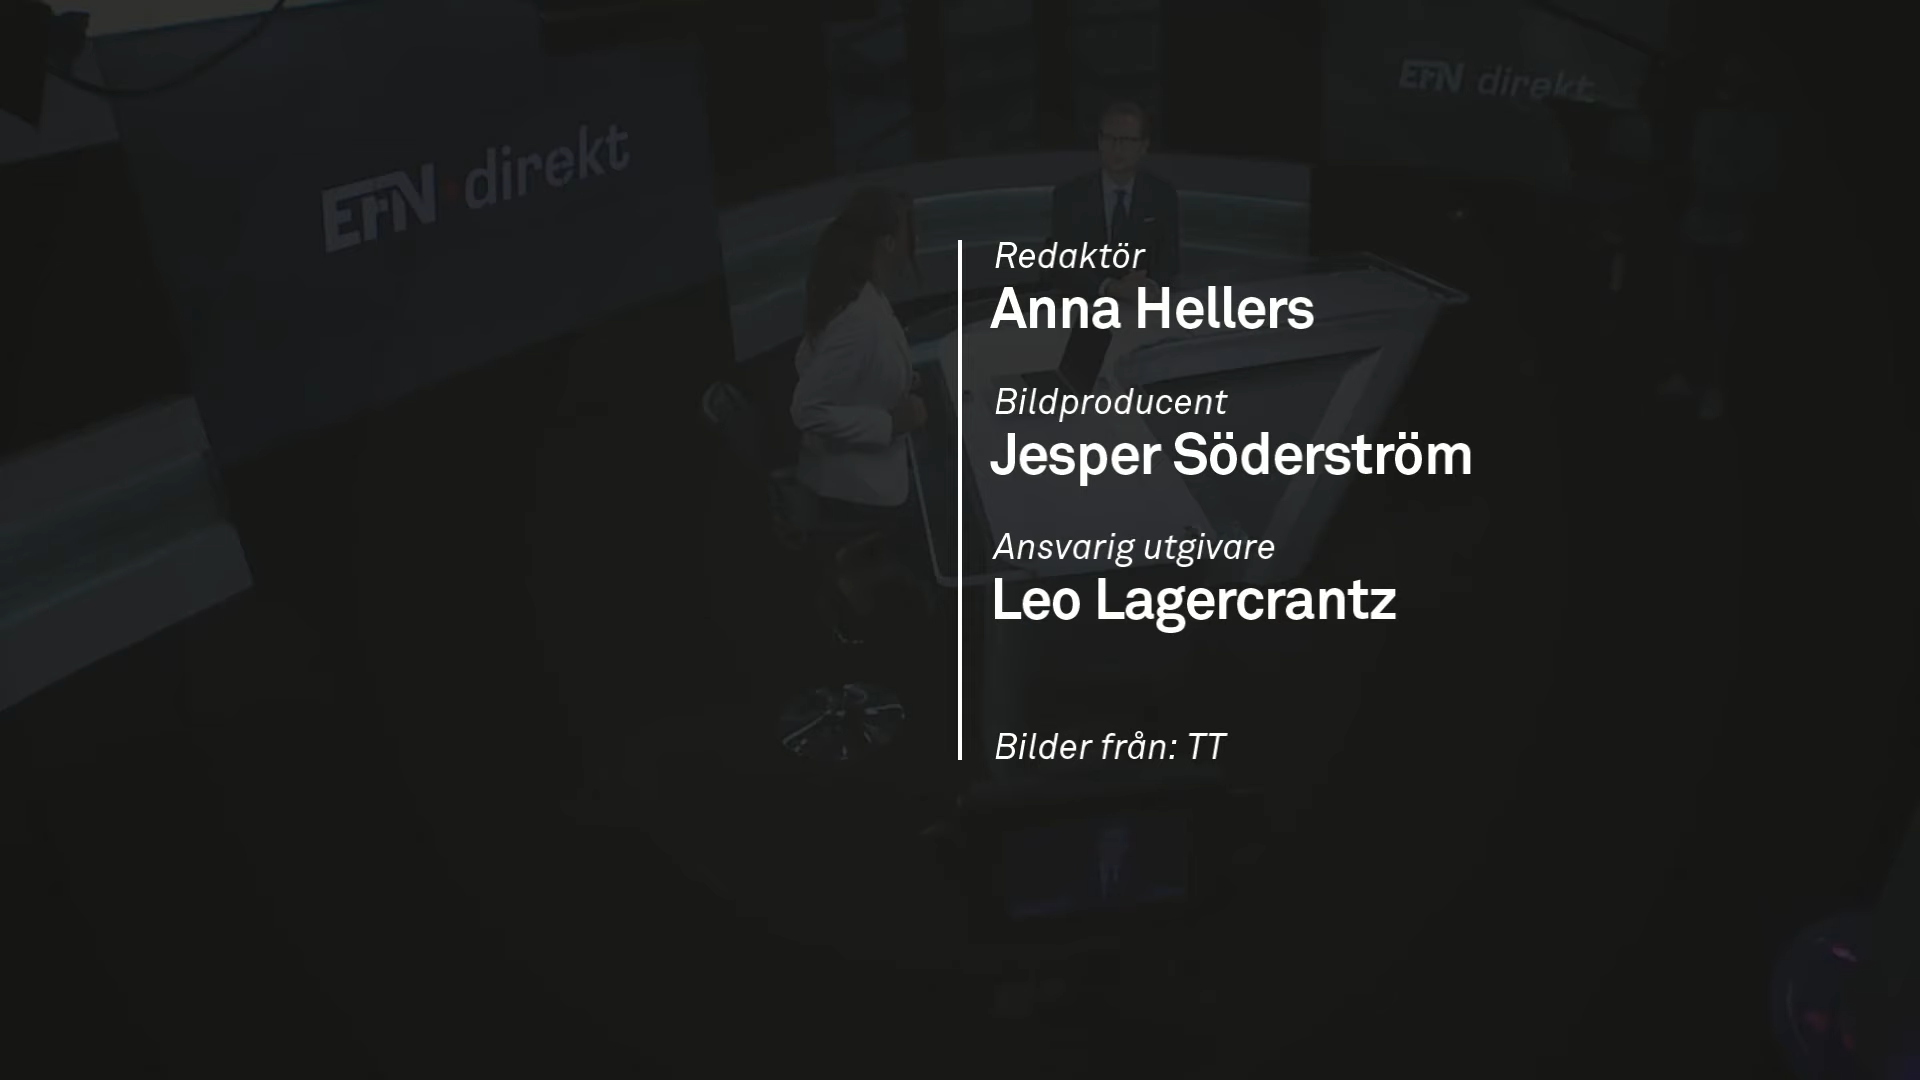 EFN direkt
EFN direkt
Redaktör
Anna Hellers
Bildproducent
Jesper Söderström
Ansvarig utgivare
Leo Lagercrantz
Bilder från: TT